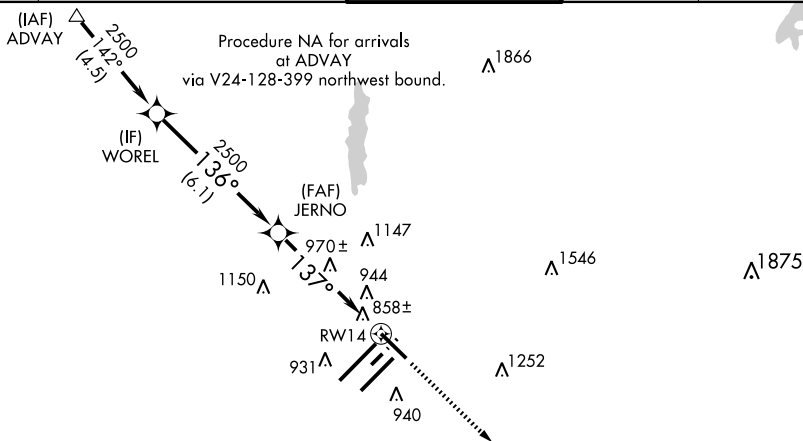 (IAF)
ADVAY
2500
142°
(4.5)
Procedure NA for arrivals
at ADVAY
via V24-128-399 northwest bound.
1866
(IF)
WOREL
2500
136°
(6.1)
(FAF)
JERNO
1147
970±
137°
1546
1875
1150
944
858±
RW14
931
1252
940